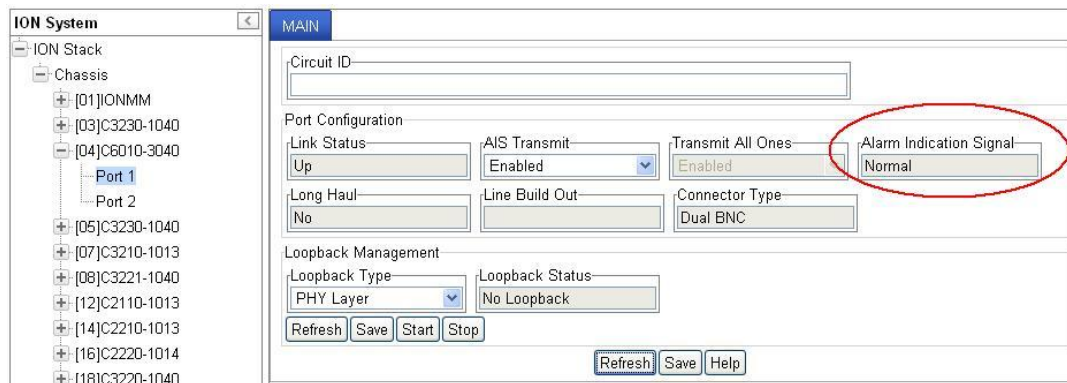 ION System
<
MAIN
ION Stack
Chassis
[01]IONMM
[03]C3230-1040
[04]C6010-3040
Port 1
Port 2
[05]C3230-1040
[07]C3210-1013
[08]C3221-1040
[12]C2110-1013
[14]C2210-1013
[16]C2220-1014
[18]C3220-1040
Circuit ID
Port Configuration
Link Status AIS Transmit Transmit All Ones Alarm Indication Signal
Up Enabled Enabled Normal
Long Haul Line Build Out Connector Type
No Dual BNC
Loopback Management
Loopback Type Loopback Status
PHY Layer No Loopback
Refresh Save Start Stop
Refresh Save Help